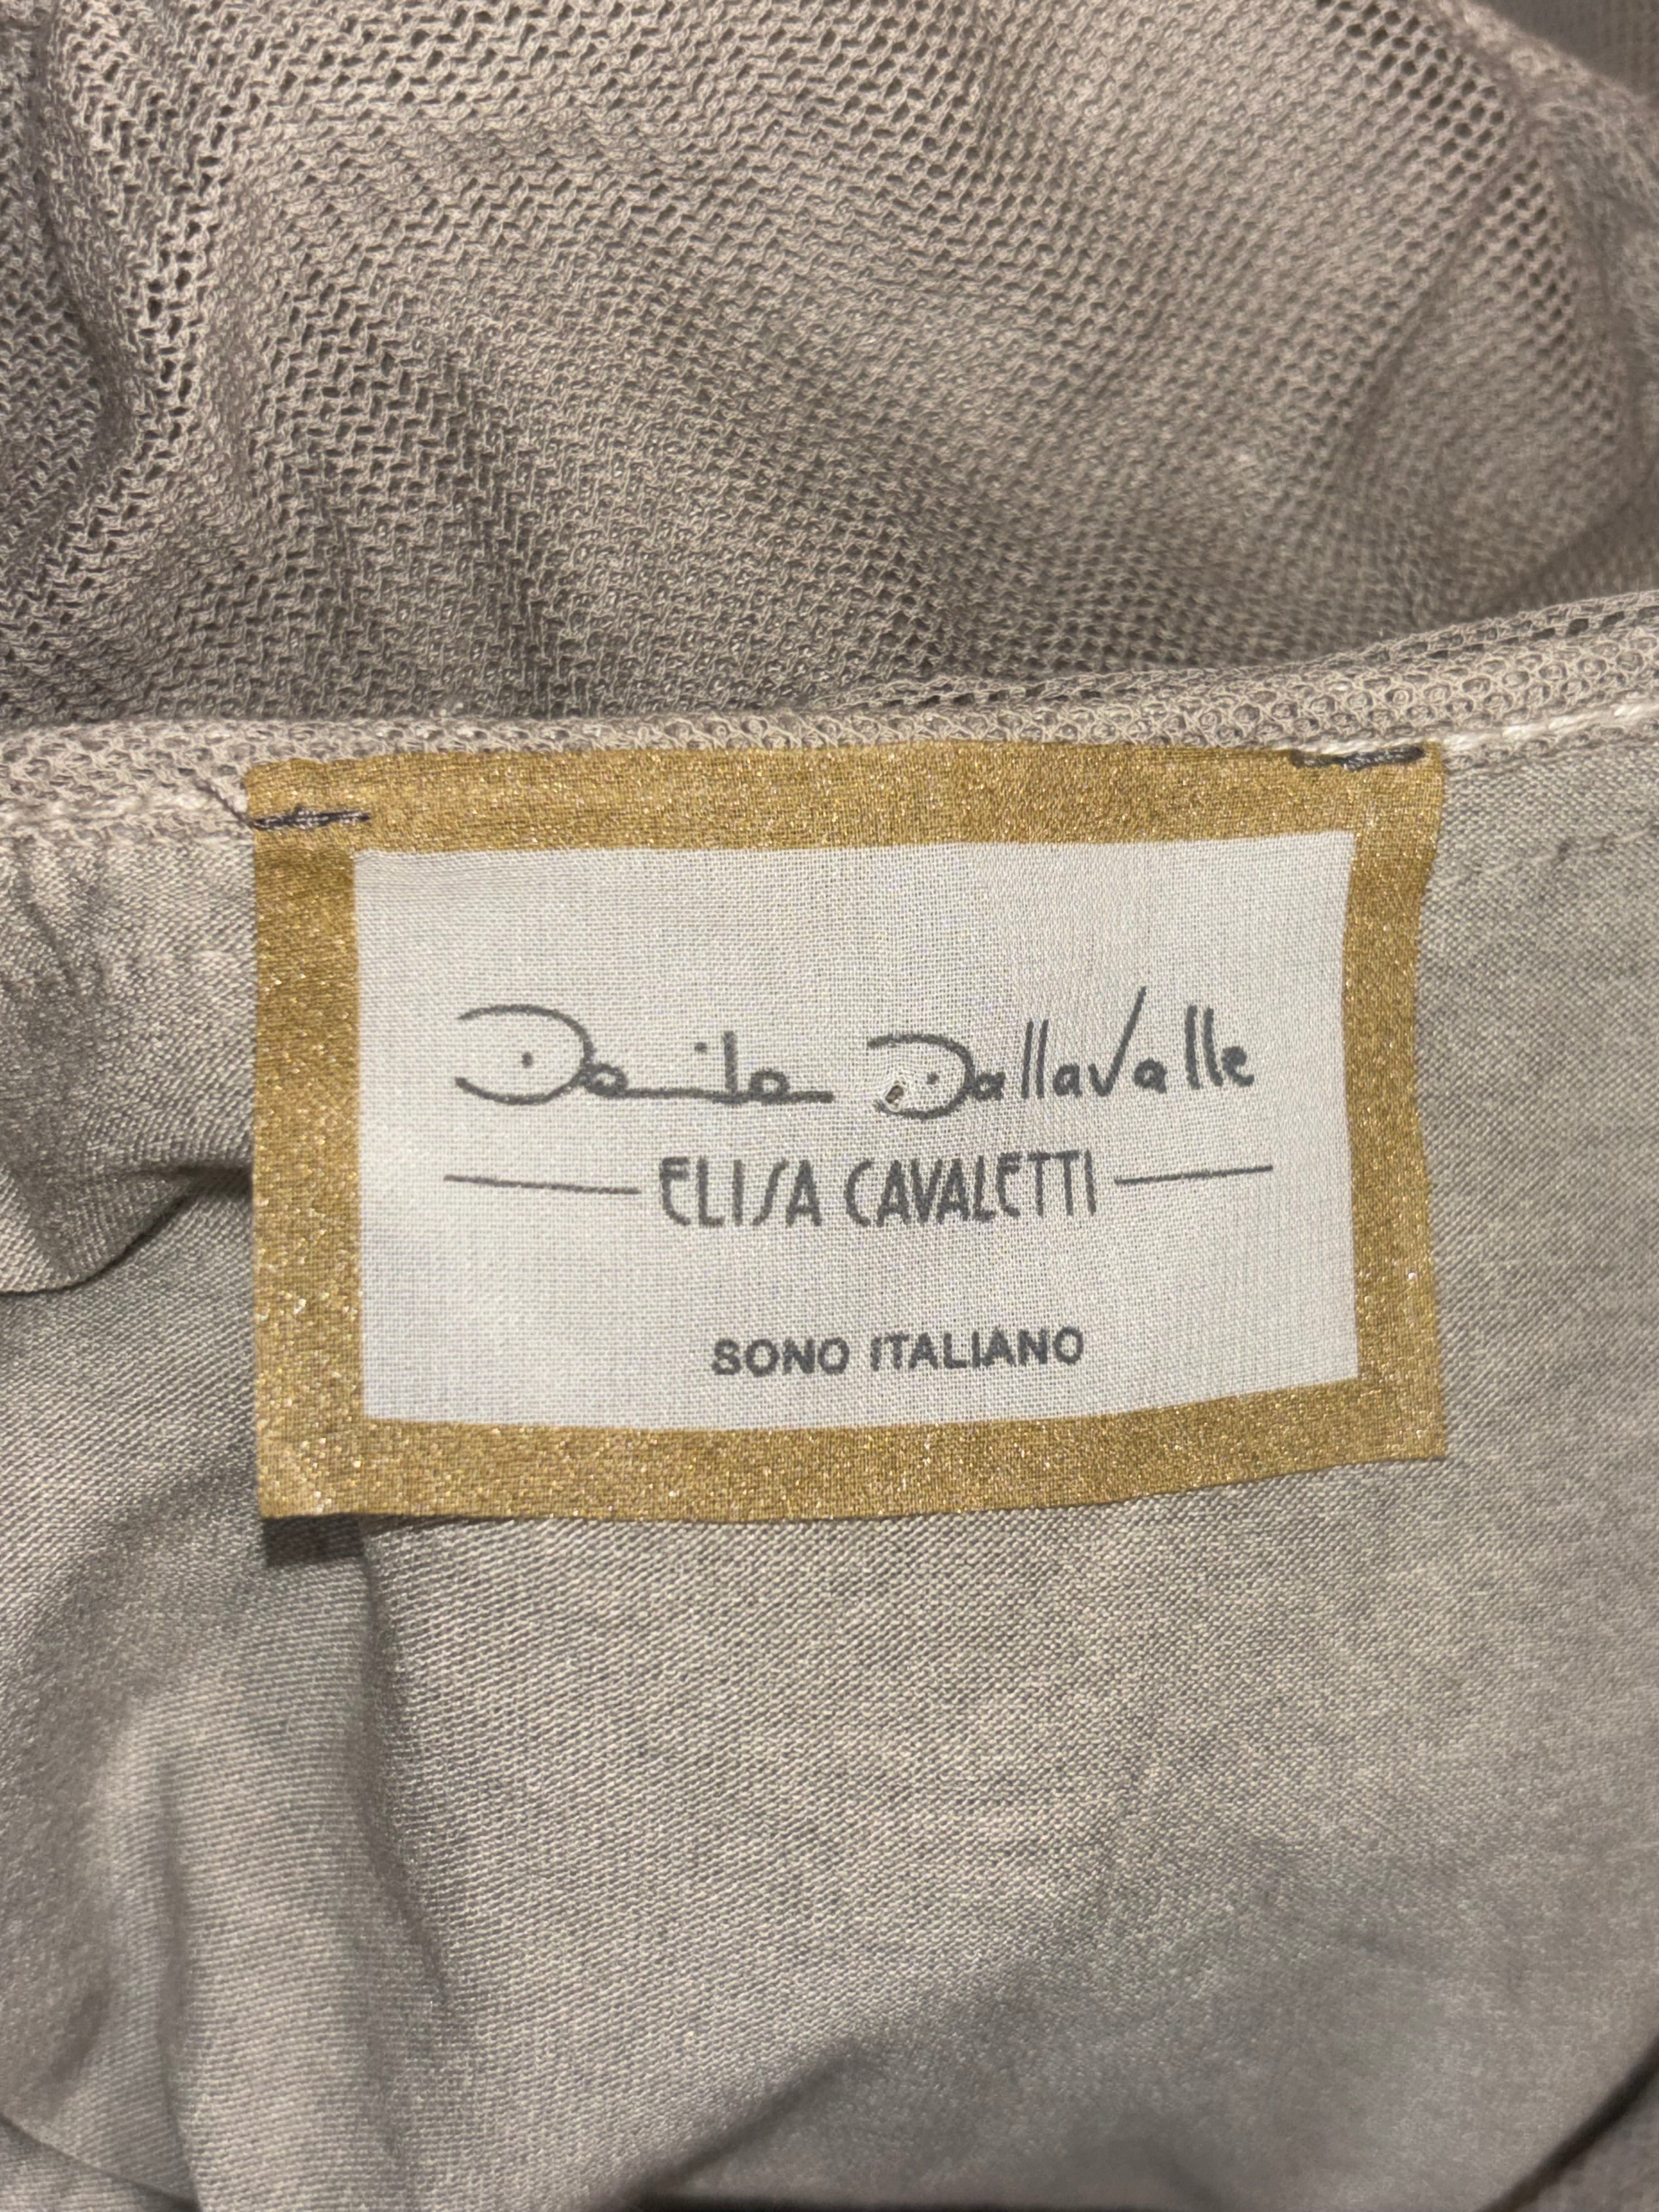 Daniela DallaValle
ELISA CAVALETTI
SONO ITALIANO